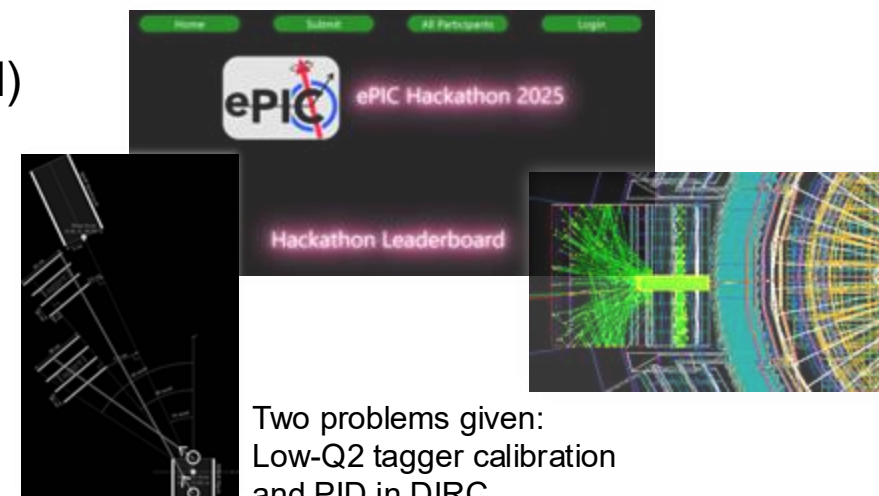 Home Submit All Participants Login
ePIC
ePIC Hackathon 2025
Hackathon Leaderboard
Two problems given:
Low-Q2 tagger calibration
and PID in DIRC